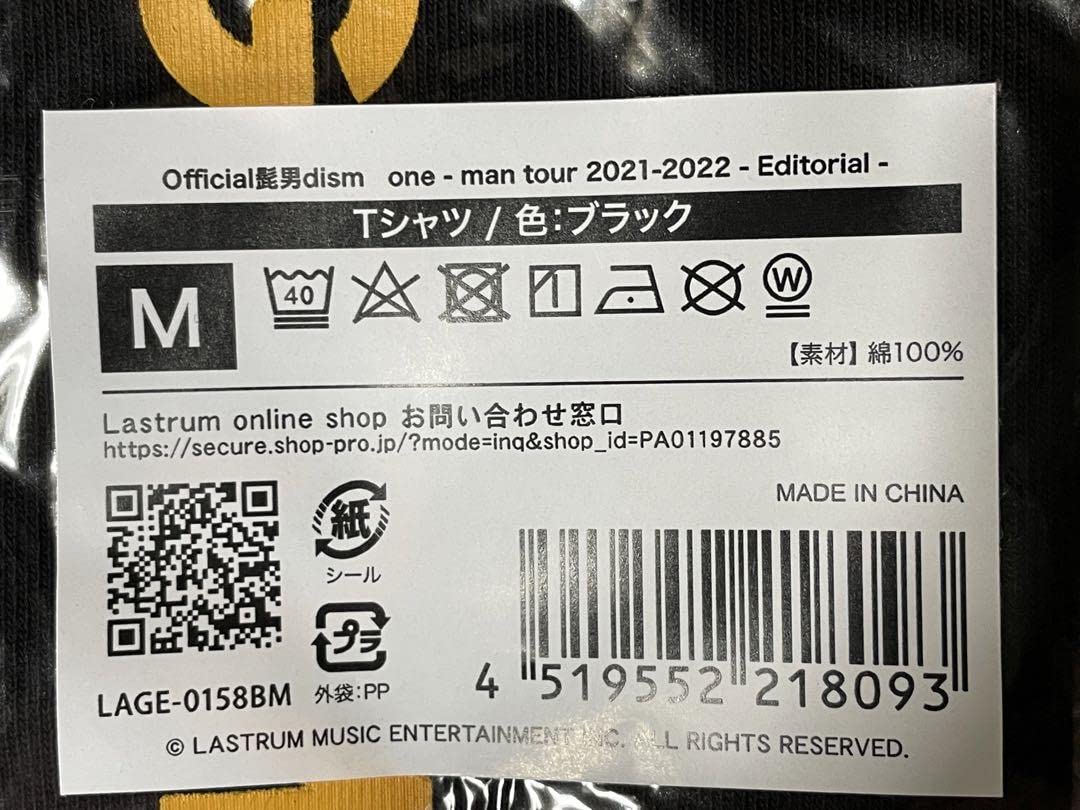 Official髭男dism one - man tour 2021-2022 - Editorial -
Tシャツ / 色:ブラック
M
40
W
【素材】綿100%
Lastrum online shop お問い合わせ窓口
https://secure.shop-pro.jp/?mode=inq&shop_id=PA01197885
MADE IN CHINA
紙
シール
プラ
外袋:PP
LAGE-0158BM
4 519552 218093
© LASTRUM MUSIC ENTERTAINMENT INC. ALL RIGHTS RESERVED.